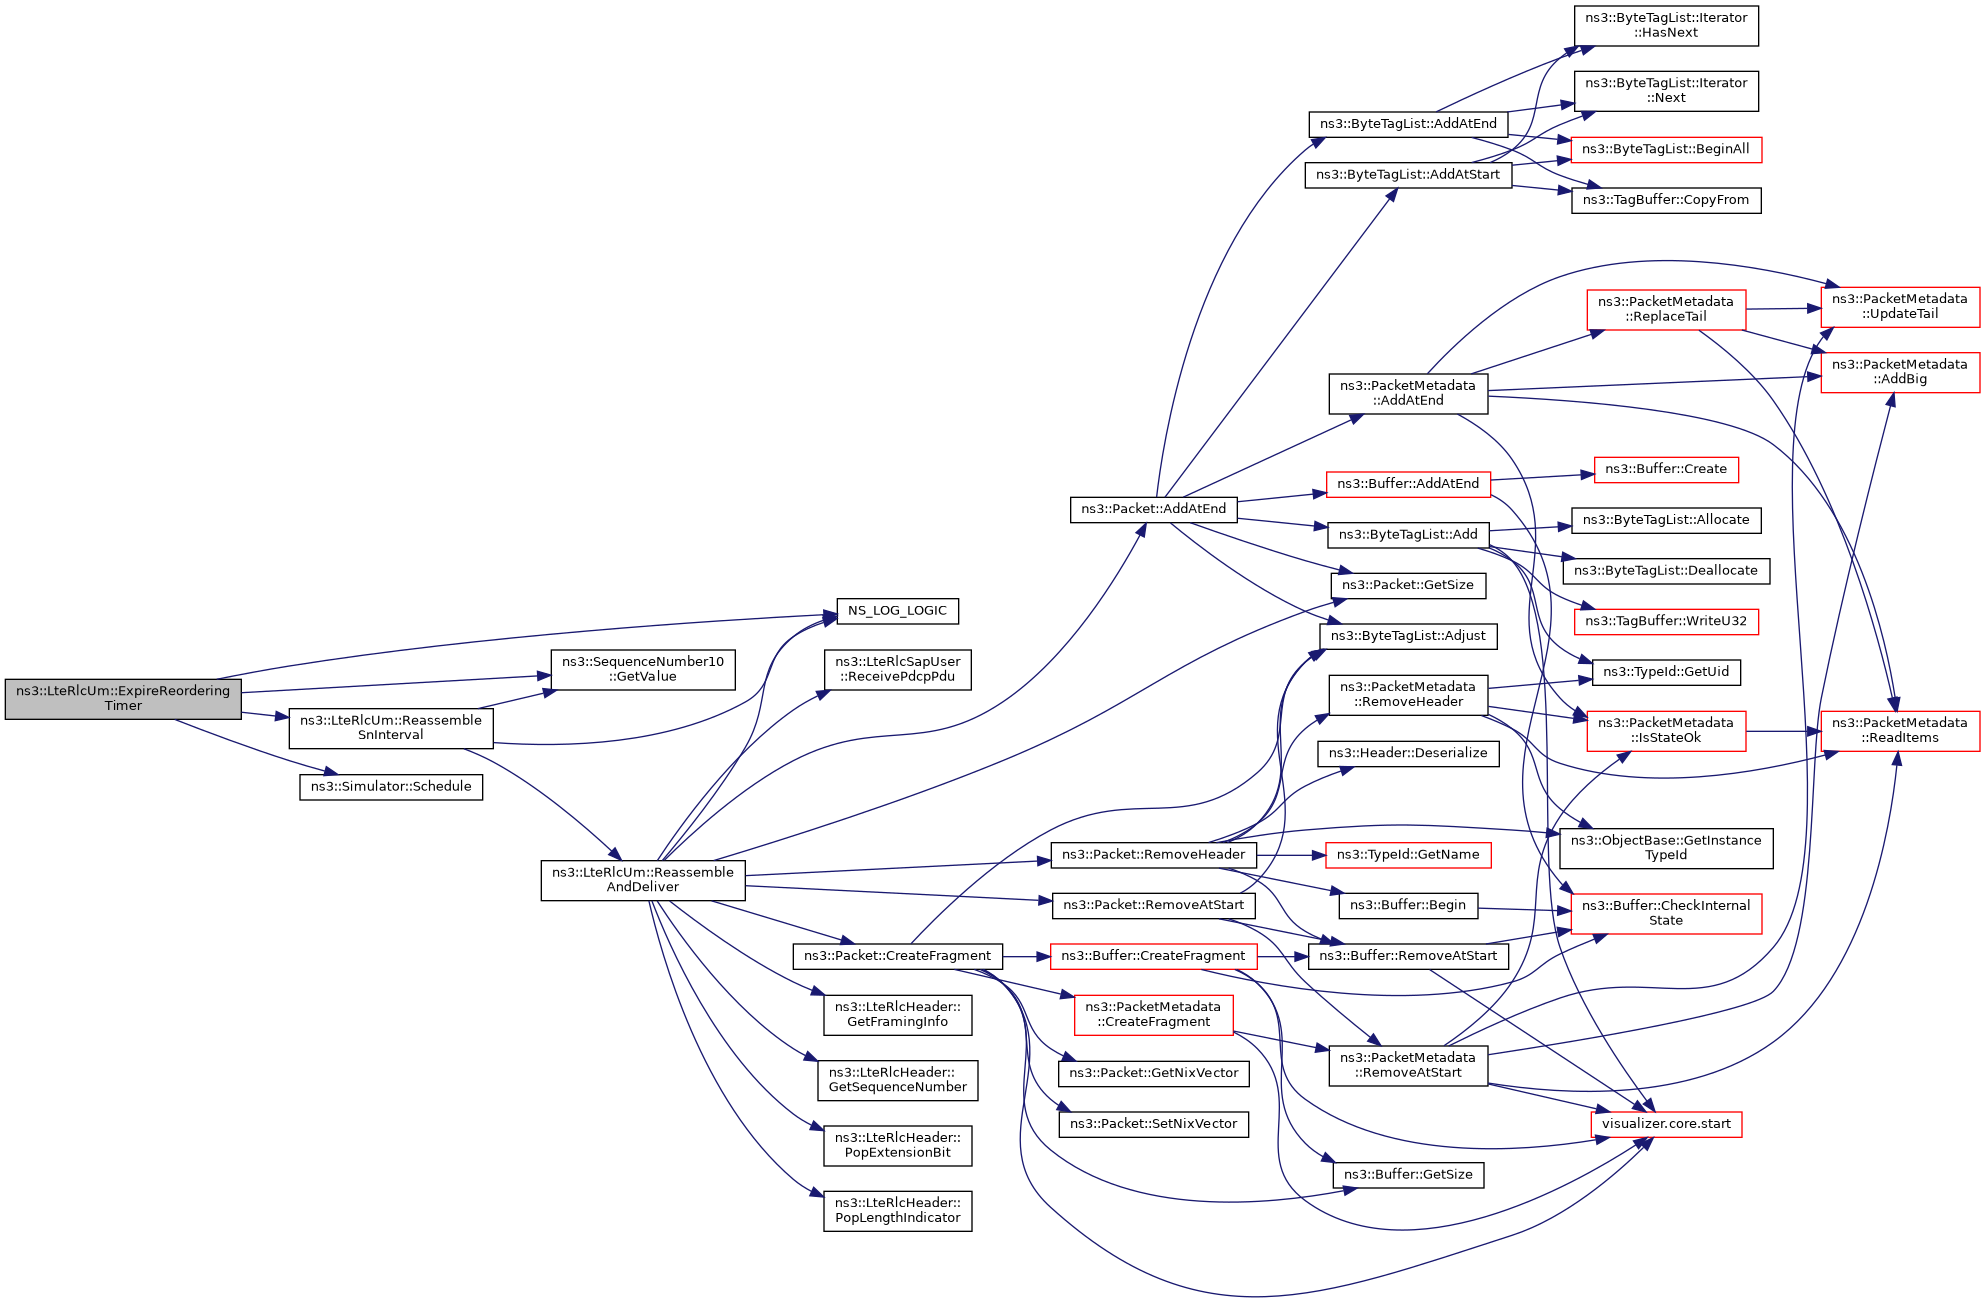 ns3::LteRlcUm::ExpireReordering
Timer
NS_LOG_LOGIC
ns3::SequenceNumber10
::GetValue
ns3::LteRlcUm::Reassemble
SnInterval
ns3::Simulator::Schedule
ns3::LteRlcUm::Reassemble
AndDeliver
ns3::LteRlcSapUser
::ReceivePdcpPdu
ns3::Packet::CreateFragment
ns3::LteRlcHeader::
GetFramingInfo
ns3::LteRlcHeader::
GetSequenceNumber
ns3::LteRlcHeader::
PopExtensionBit
ns3::LteRlcHeader::
PopLengthIndicator
ns3::Packet::AddAtEnd
ns3::Packet::RemoveHeader
ns3::Packet::RemoveAtStart
ns3::Buffer::CreateFragment
ns3::PacketMetadata
::CreateFragment
ns3::Packet::GetNixVector
ns3::Packet::SetNixVector
ns3::ByteTagList::AddAtEnd
ns3::ByteTagList::AddAtStart
ns3::PacketMetadata
::AddAtEnd
ns3::Buffer::AddAtEnd
ns3::ByteTagList::Add
ns3::Packet::GetSize
ns3::ByteTagList::Adjust
ns3::PacketMetadata
::RemoveHeader
ns3::Header::Deserialize
ns3::TypeId::GetName
ns3::Buffer::Begin
ns3::Buffer::RemoveAtStart
ns3::PacketMetadata
::RemoveAtStart
ns3::Buffer::GetSize
ns3::ByteTagList::Iterator
::HasNext
ns3::ByteTagList::Iterator
::Next
ns3::ByteTagList::BeginAll
ns3::TagBuffer::CopyFrom
ns3::PacketMetadata
::ReplaceTail
ns3::Buffer::Create
ns3::ByteTagList::Allocate
ns3::ByteTagList::Deallocate
ns3::TagBuffer::WriteU32
ns3::TypeId::GetUid
ns3::PacketMetadata
::IsStateOk
ns3::ObjectBase::GetInstance
TypeId
ns3::Buffer::CheckInternal
State
visualizer.core.start
ns3::PacketMetadata
::UpdateTail
ns3::PacketMetadata
::AddBig
ns3::PacketMetadata
::ReadItems